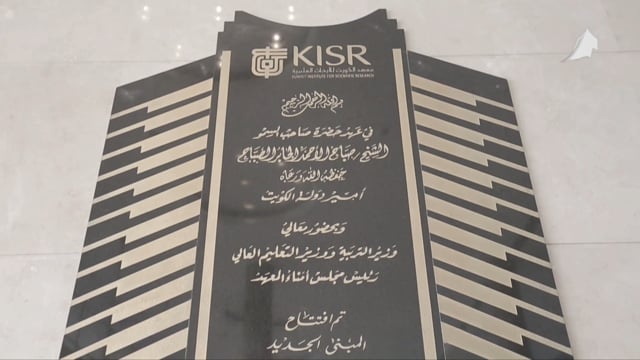 KISR
معهد الكويت للأبحاث العلمية
KUWAIT INSTITUTE FOR SCIENTIFIC RESEARCH
بسم الله الرحمن الرحيم
في عهد حضرة صاحب السمو
الشيخ/ صباح الأحمد الجابر الصباح
حفظه الله ورعاه
أمير دولة الكويت
وبحضور معالي
وزير التربية ووزير التعليم العالي
رئيس مجلس أمناء المعهد
تم افتتاح
المبنى الجديد